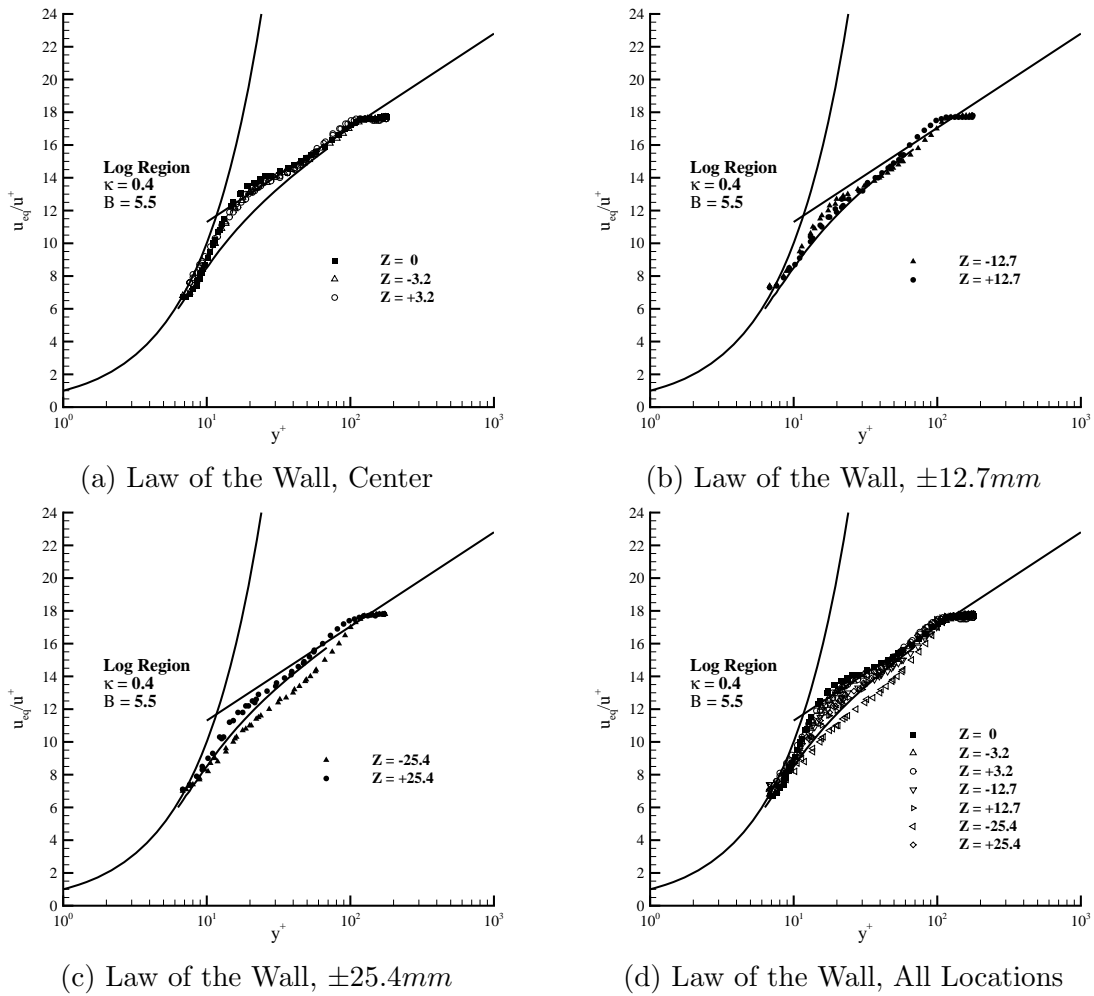 24
22
20
18
16
14
12
10
8
6
4
2
0
u_eq/u^+
Log Region
κ = 0.4
B = 5.5
Z = 0
Z = -3.2
Z = +3.2
10^0 10^1 10^2 10^3
y^+
(a) Law of the Wall, Center
24
22
20
18
16
14
12
10
8
6
4
2
0
u_eq/u^+
Log Region
κ = 0.4
B = 5.5
Z = -12.7
Z = +12.7
10^0 10^1 10^2 10^3
y^+
(b) Law of the Wall, ±12.7mm
24
22
20
18
16
14
12
10
8
6
4
2
0
u_eq/u^+
Log Region
κ = 0.4
B = 5.5
Z = -25.4
Z = +25.4
10^0 10^1 10^2 10^3
y^+
(c) Law of the Wall, ±25.4mm
24
22
20
18
16
14
12
10
8
6
4
2
0
u_eq/u^+
Log Region
κ = 0.4
B = 5.5
Z = 0
Z = -3.2
Z = +3.2
Z = -12.7
Z = +12.7
Z = -25.4
Z = +25.4
10^0 10^1 10^2 10^3
y^+
(d) Law of the Wall, All Locations